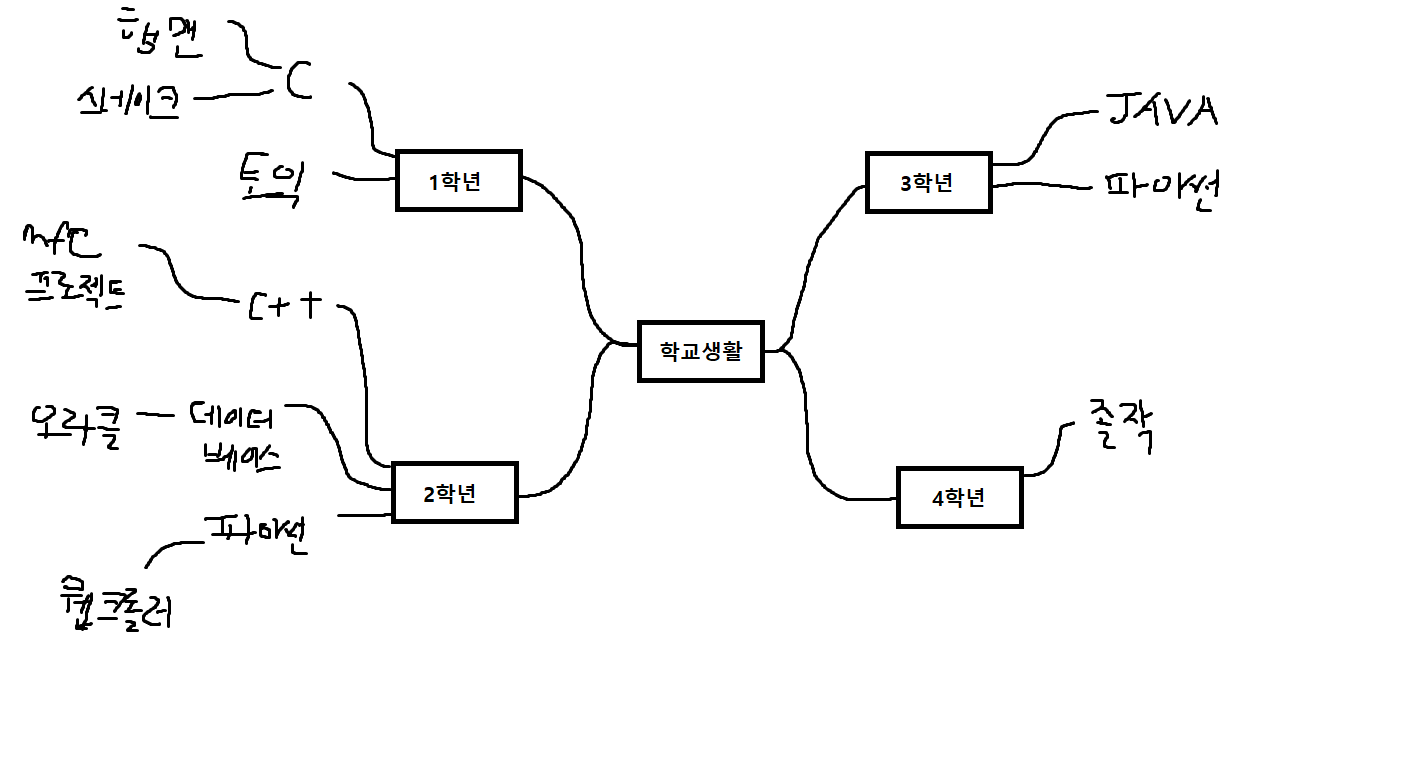 C
스네이크
토익
1학년
mfc
프로젝트
C++
오라클
데이터
베이스
2학년
파이썬
웹크롤러
학교생활
JAVA
파이썬
3학년
졸작
4학년